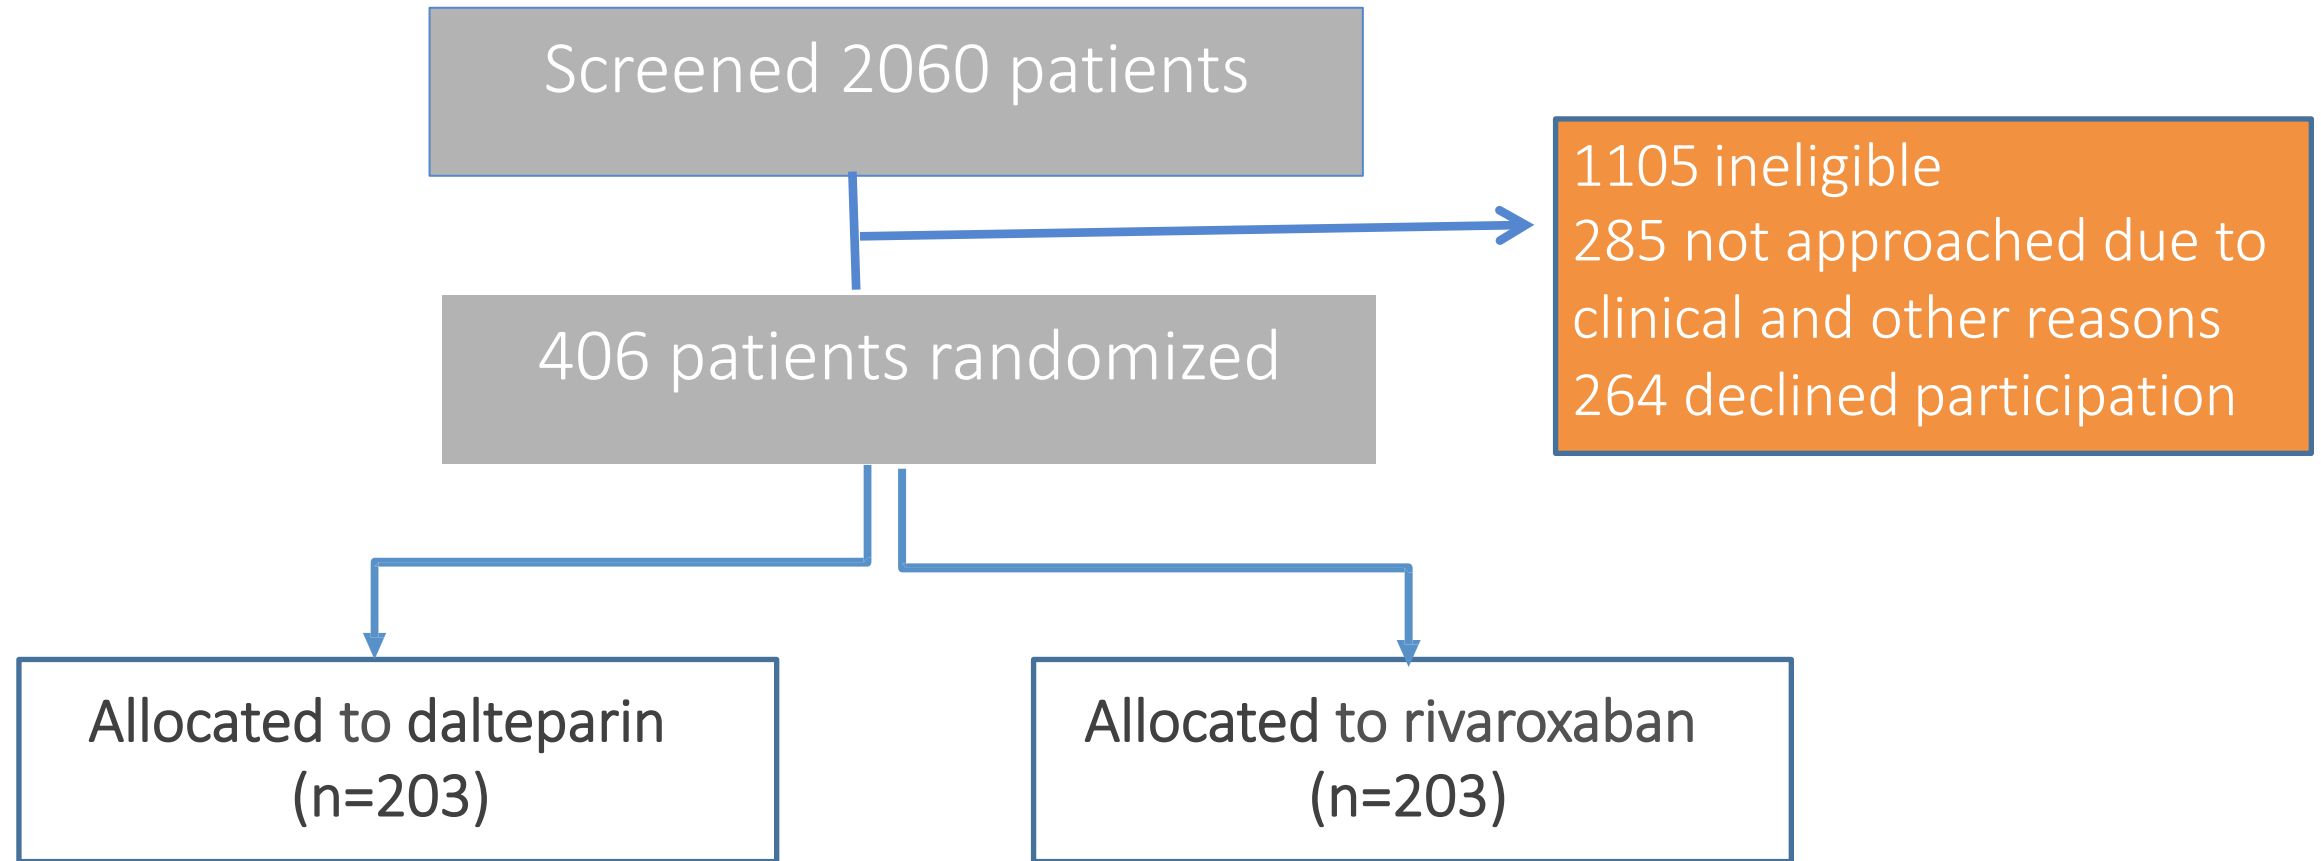 Screened 2060 patients
1105 ineligible
285 not approached due to
clinical and other reasons
264 declined participation
406 patients randomized
Allocated to dalteparin
(n=203)
Allocated to rivaroxaban
(n=203)